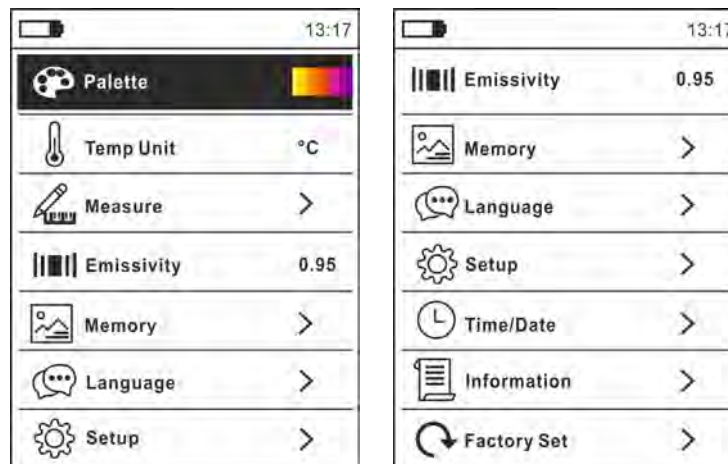 13:17
Palette
Temp Unit °C
Measure >
Emissivity 0.95
Memory >
Language >
Setup >
13:17
Emissivity 0.95
Memory >
Language >
Setup >
Time/Date >
Information >
Factory Set >